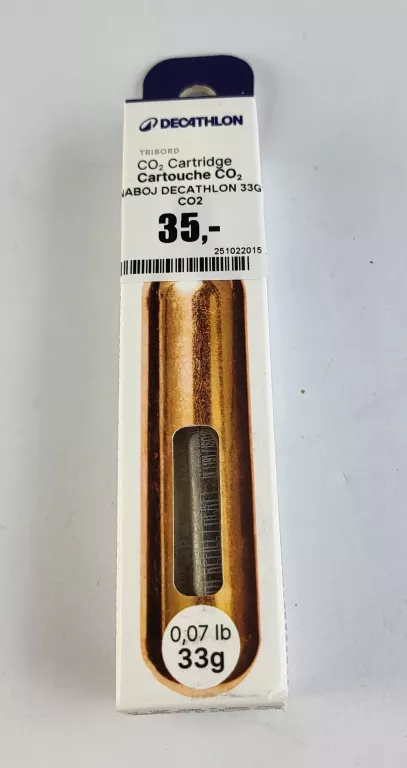 DECATHLON
TRIBORD
CO₂ Cartridge
Cartouche CO₂
NABOJ DECATHLON 33G
CO2
35,-
251022015
0,07 lb
33g